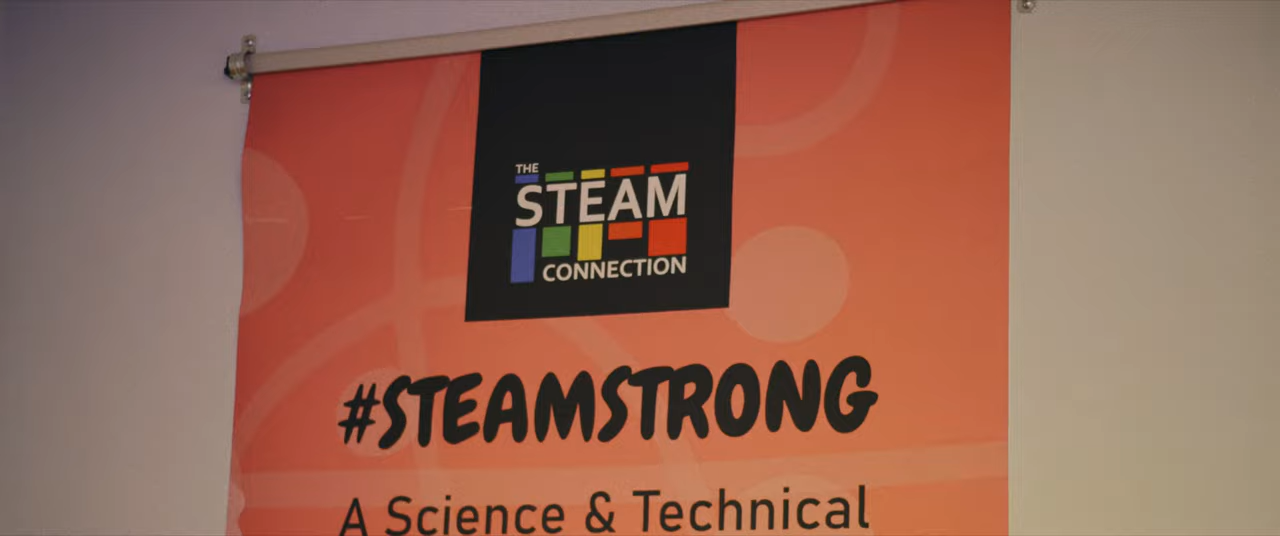 THE
STEAM
CONNECTION
#STEAMSTRONG
A Science & Technical